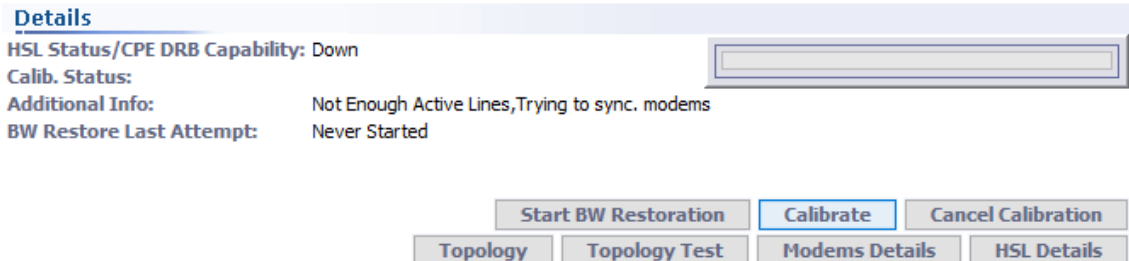 Details
HSL Status/CPE DRB Capability: Down
Calib. Status:
Additional Info: Not Enough Active Lines,Trying to sync. modems
BW Restore Last Attempt: Never Started
Start BW Restoration Calibrate Cancel Calibration
Topology Topology Test Modems Details HSL Details